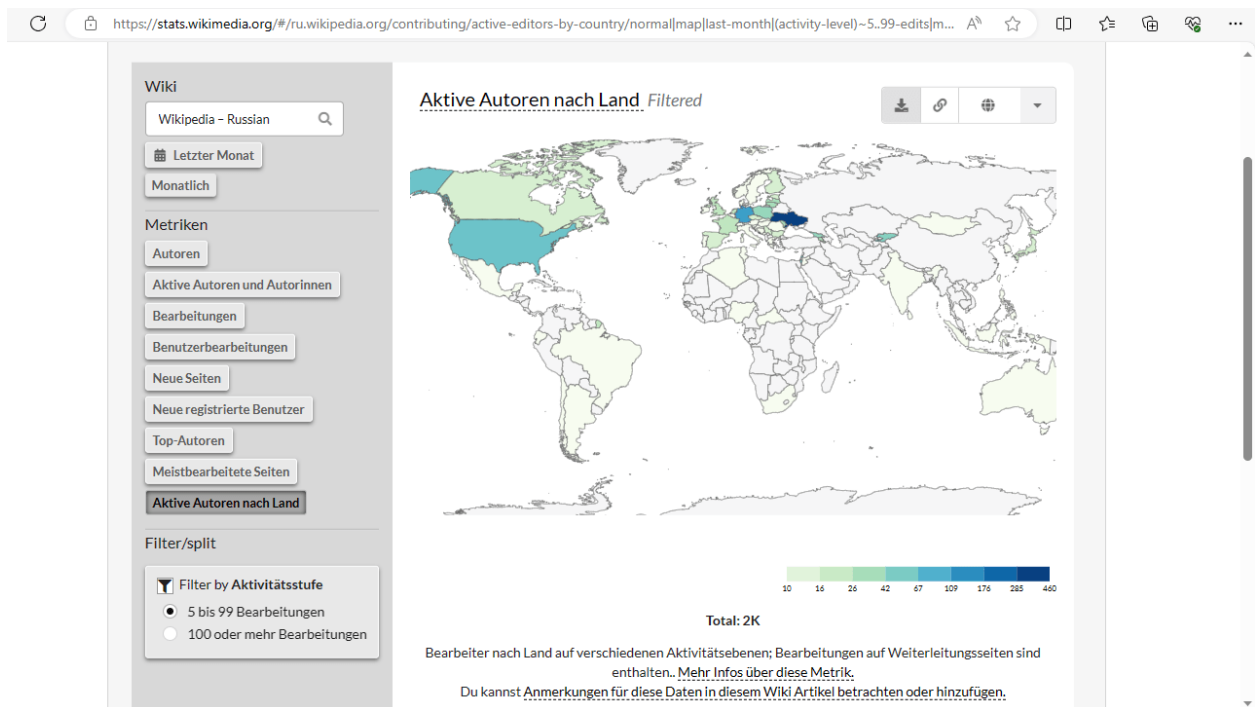 https://stats.wikimedia.org/#/ru.wikipedia.org/contributing/active-editors-by-country/normal|map|last-month|(activity-level)~5..99-edits|m...
Wiki
Wikipedia – Russian
Letzter Monat
Monatlich
Metriken
Autoren
Aktive Autoren und Autorinnen
Bearbeitungen
Benutzerbearbeitungen
Neue Seiten
Neue registrierte Benutzer
Top-Autoren
Meistbearbeitete Seiten
Aktive Autoren nach Land
Filter/split
Filter by Aktivitätsstufe
5 bis 99 Bearbeitungen
100 oder mehr Bearbeitungen
Aktive Autoren nach Land Filtered
10 16 26 42 67 109 176 285 460
Total: 2K
Bearbeiter nach Land auf verschiedenen Aktivitätsebenen; Bearbeitungen auf Weiterleitungsseiten sind
enthalten.. Mehr Infos über diese Metrik.
Du kannst Anmerkungen für diese Daten in diesem Wiki Artikel betrachten oder hinzufügen.